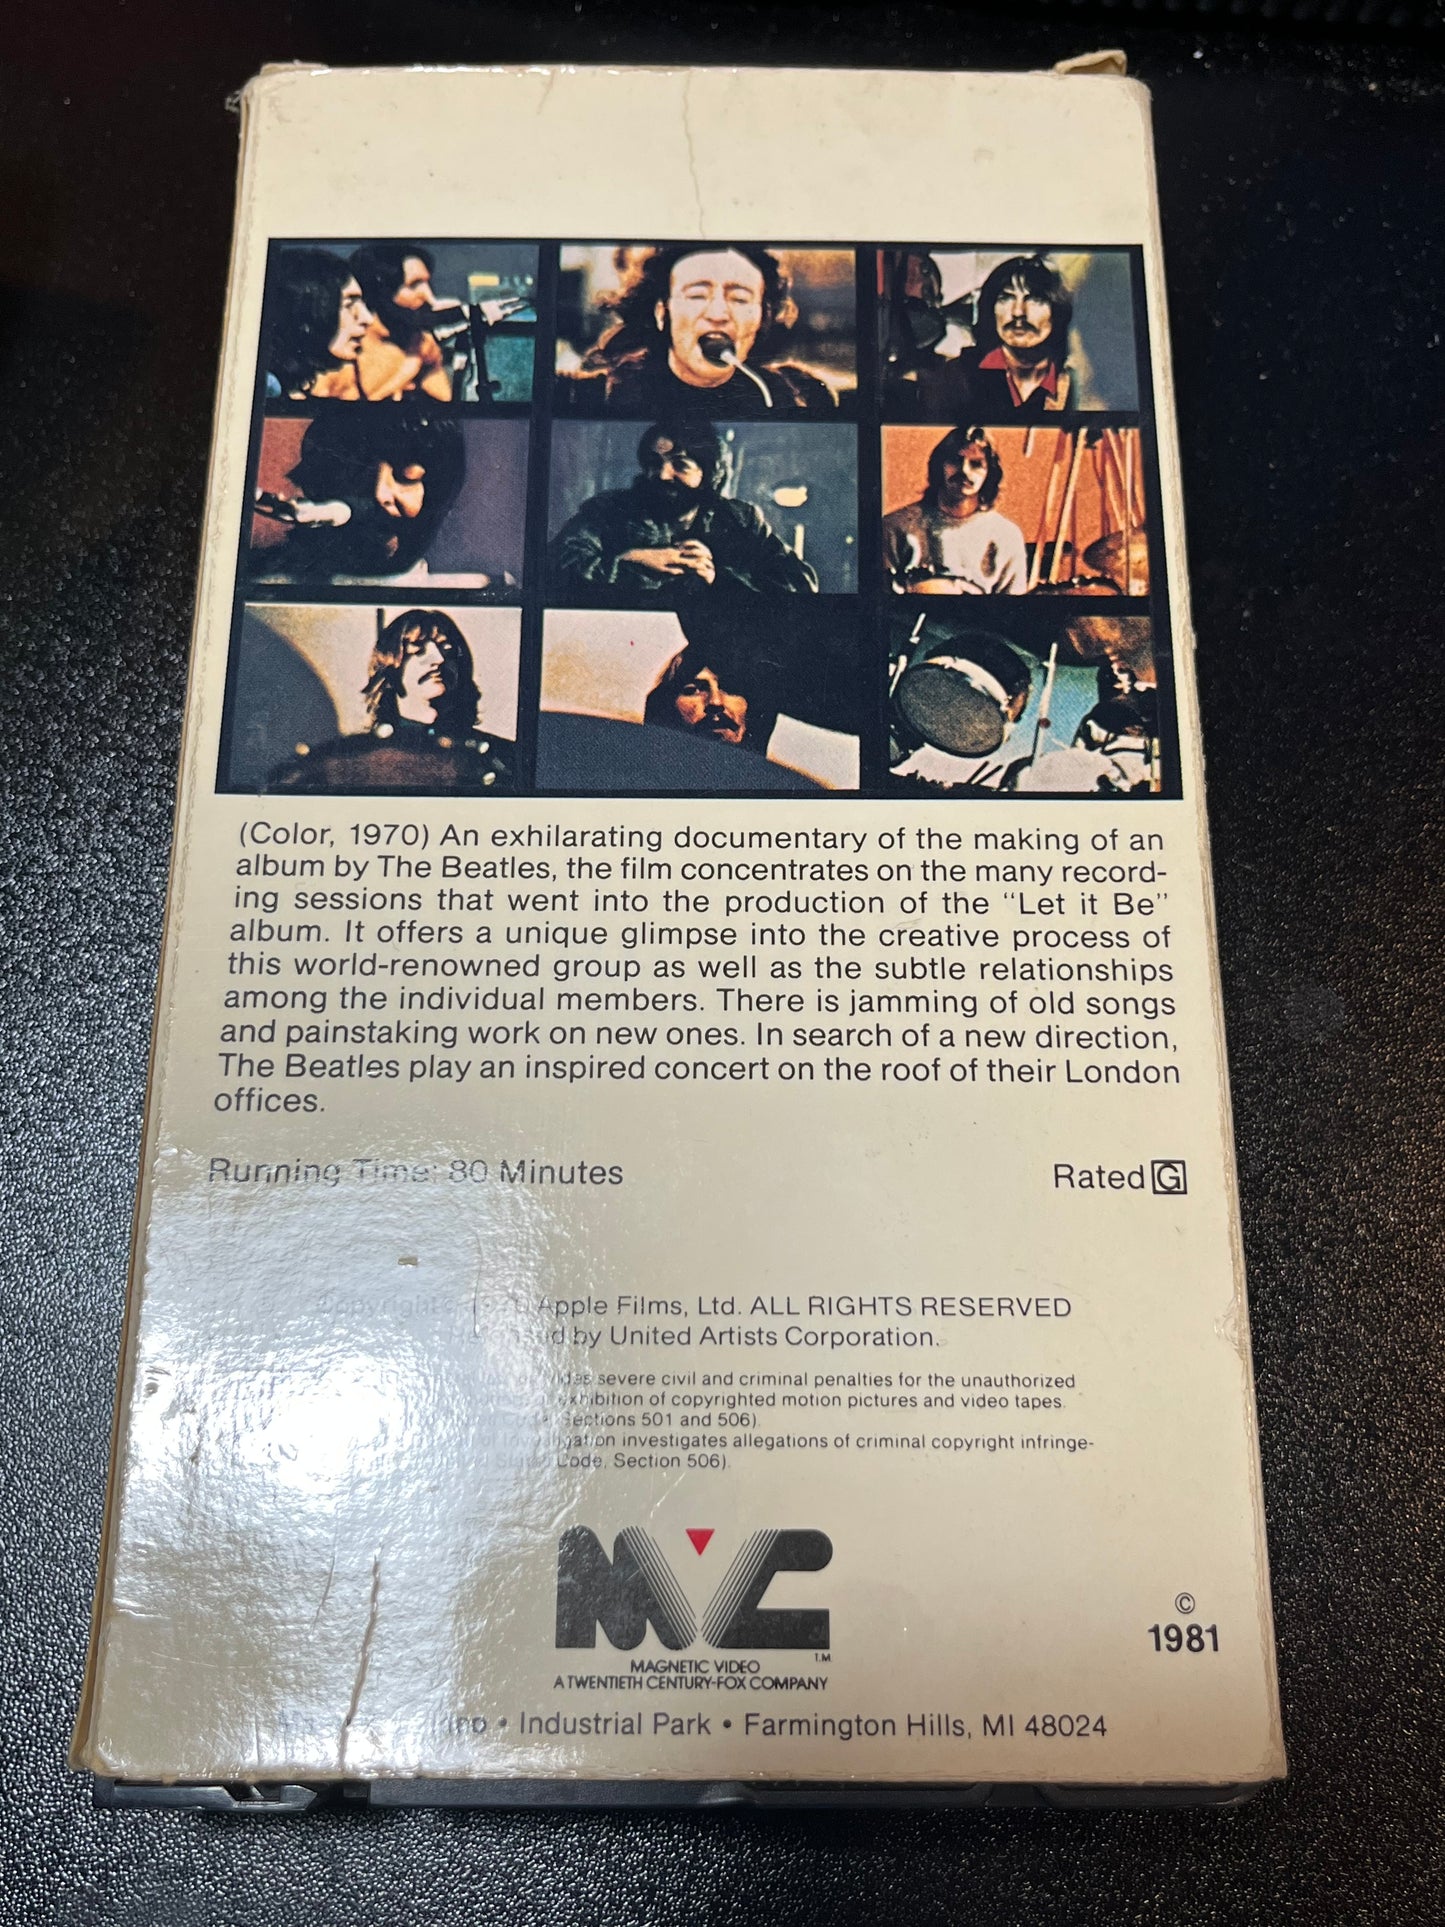 (Color, 1970) An exhilarating documentary of the making of an
album by The Beatles, the film concentrates on the many record-
ing sessions that went into the production of the “Let it Be”
album. It offers a unique glimpse into the creative process of
this world-renowned group as well as the subtle relationships
among the individual members. There is jamming of old songs
and painstaking work on new ones. In search of a new direction,
The Beatles play an inspired concert on the roof of their London
offices.
Running Time: 80 Minutes
Rated G
Copyright © Apple Films, Ltd. ALL RIGHTS RESERVED
by United Artists Corporation.
severe civil and criminal penalties for the unauthorized
exhibition of copyrighted motion pictures and video tapes.
Sections 501 and 506).
investigates allegations of criminal copyright infringe-
Code, Section 506).
MVC
T.M.
MAGNETIC VIDEO
A TWENTIETH CENTURY-FOX COMPANY
©
1981
• Industrial Park • Farmington Hills, MI 48024